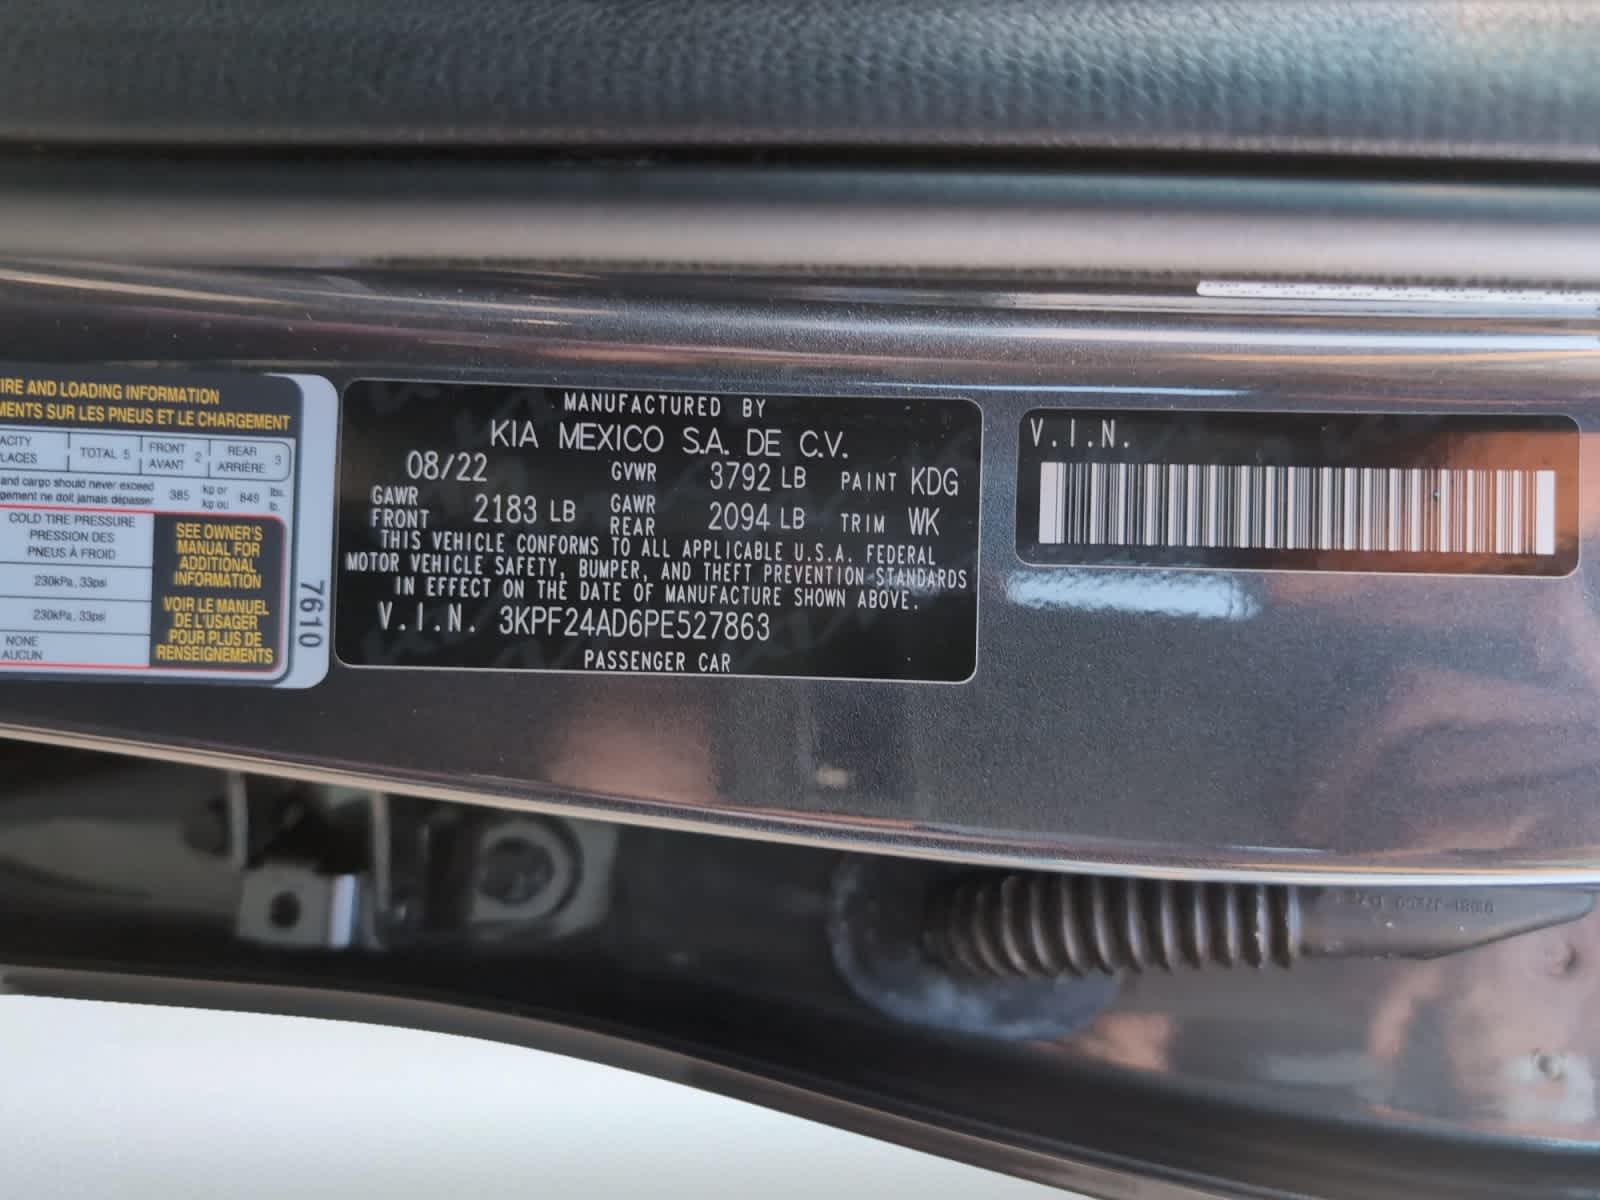 IRE AND LOADING INFORMATION
MENTS SUR LES PNEUS ET LE CHARGEMENT
ACITY
LACES
TOTAL 5
FRONT
AVANT
2
REAR
ARRIÈRE
3
and cargo should never exceed
gement ne doit jamais dépasser
385
kg or
kg ou
849
lbs.
lb.
COLD TIRE PRESSURE
PRESSION DES
PNEUS À FROID
230kPa, 33psi
230kPa, 33psi
NONE
AUCUN
SEE OWNER'S
MANUAL FOR
ADDITIONAL
INFORMATION
VOIR LE MANUEL
DE L'USAGER
POUR PLUS DE
RENSEIGNEMENTS
7610
MANUFACTURED BY
KIA MEXICO S.A. DE C.V.
08/22 GVWR 3792 LB PAINT KDG
GAWR FRONT 2183 LB GAWR REAR 2094 LB TRIM WK
THIS VEHICLE CONFORMS TO ALL APPLICABLE U.S.A. FEDERAL
MOTOR VEHICLE SAFETY, BUMPER, AND THEFT PREVENTION STANDARDS
IN EFFECT ON THE DATE OF MANUFACTURE SHOWN ABOVE.
V.I.N. 3KPF24AD6PE527863
PASSENGER CAR
V.I.N.